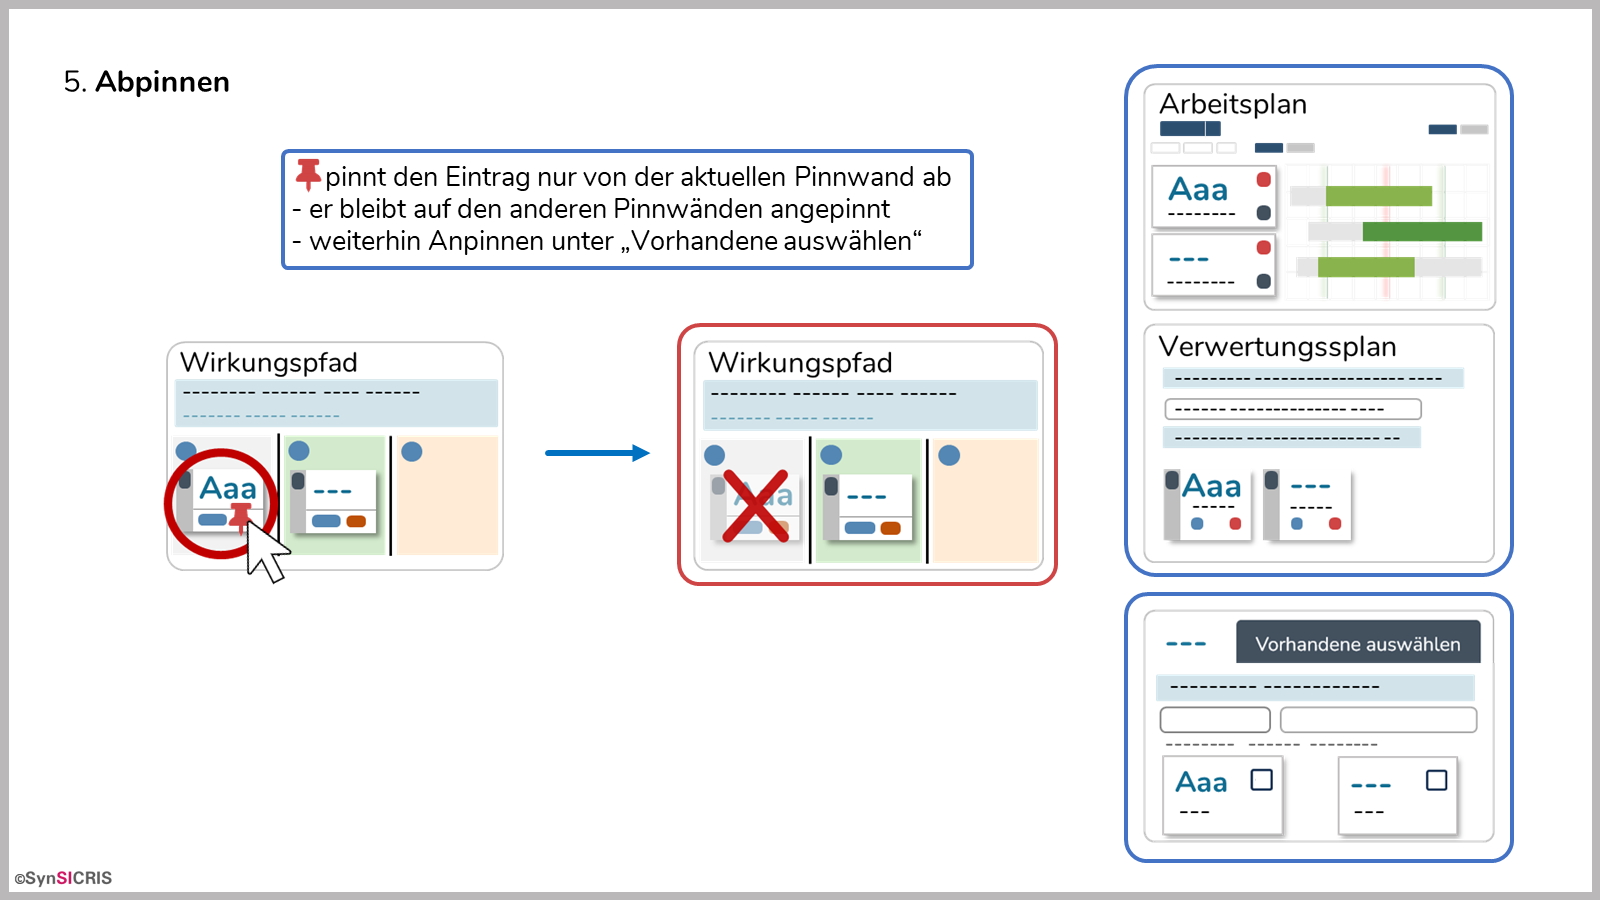 5. Abpinnen
pinnt den Eintrag nur von der aktuellen Pinnwand ab
- er bleibt auf den anderen Pinnwänden angepinnt
- weiterhin Anpinnen unter „Vorhandene auswählen“
Wirkungspfad
Aaa
Wirkungspfad
Aaa
Arbeitsplan
Aaa
Verwertungssplan
Aaa
Vorhandene auswählen
Aaa
©SynSICRIS